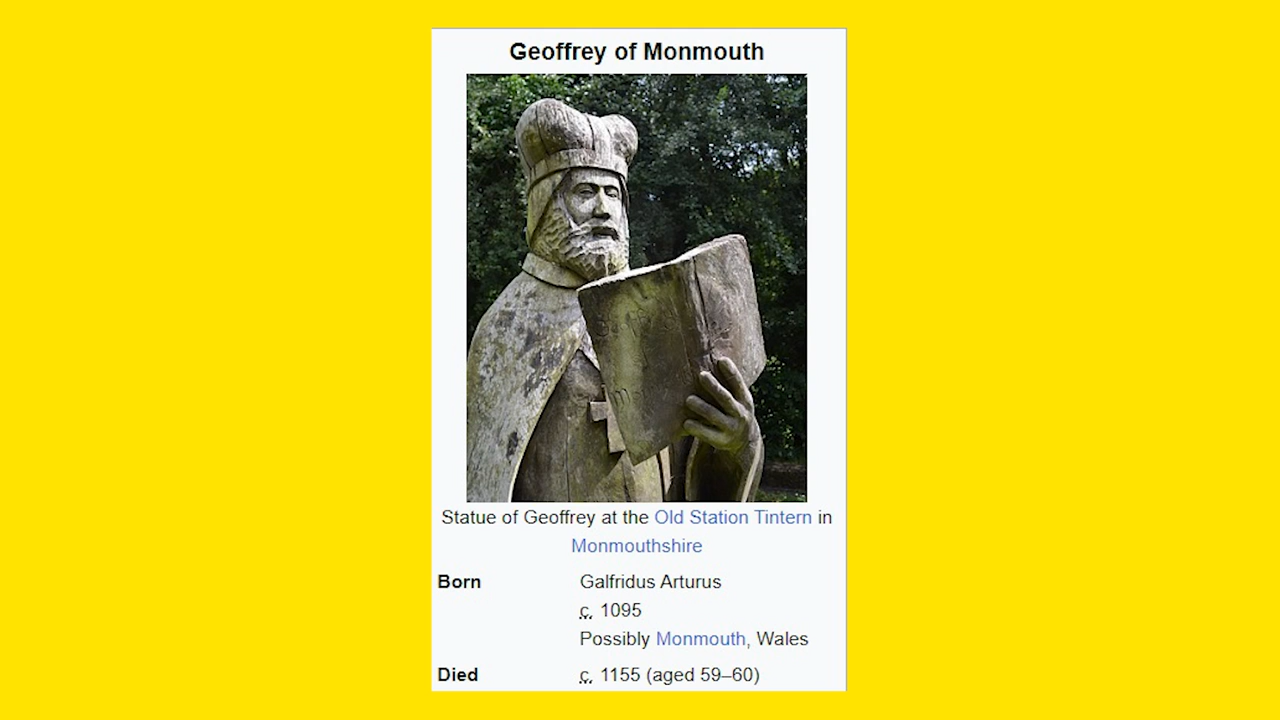 Geoffrey of Monmouth
Statue of Geoffrey at the Old Station Tintern in
Monmouthshire
Born Galfridus Arturus
c. 1095
Possibly Monmouth, Wales
Died c. 1155 (aged 59–60)